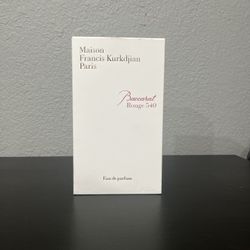 Maison
Francis Kurkdjian
Paris
Baccarat
Rouge 540
Eau de parfum